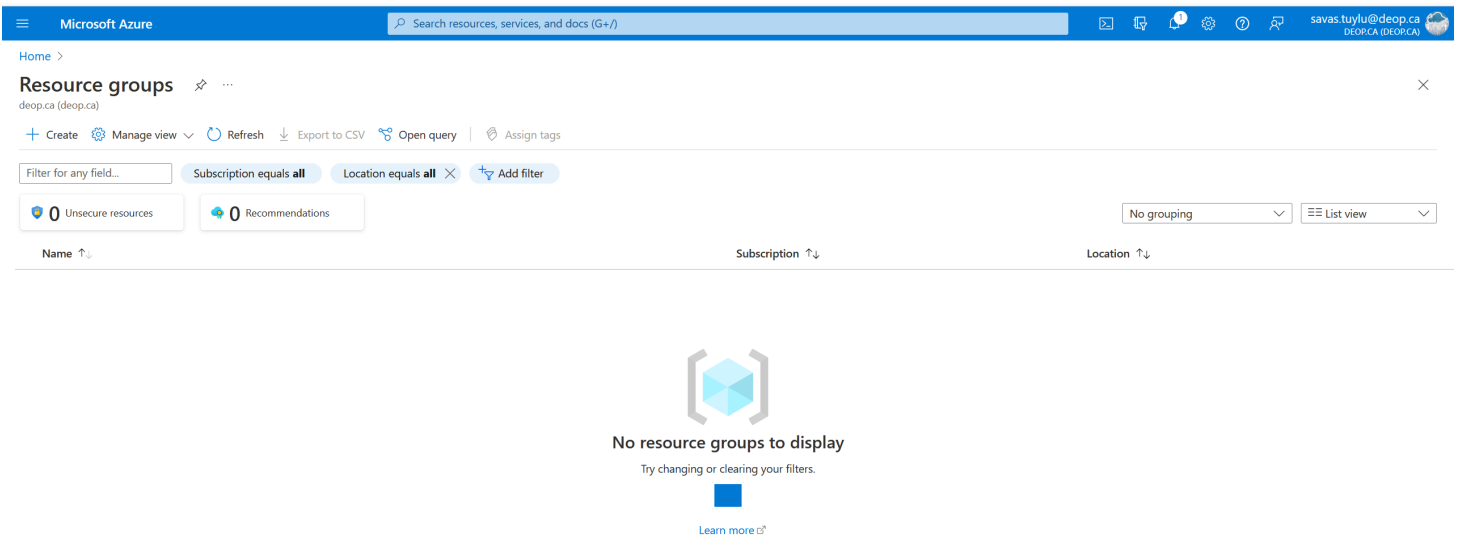 Microsoft Azure
Search resources, services, and docs (G+/)
1
savas.tuylu@deop.ca
DEOP.CA (DEOP.CA)
Home >
Resource groups
deop.ca (deop.ca)
Create
Manage view
Refresh
Export to CSV
Open query
Assign tags
Filter for any field...
Subscription equals all
Location equals all
Add filter
0 Unsecure resources
0 Recommendations
No grouping
List view
Name
Subscription
Location
No resource groups to display
Try changing or clearing your filters.
Learn more